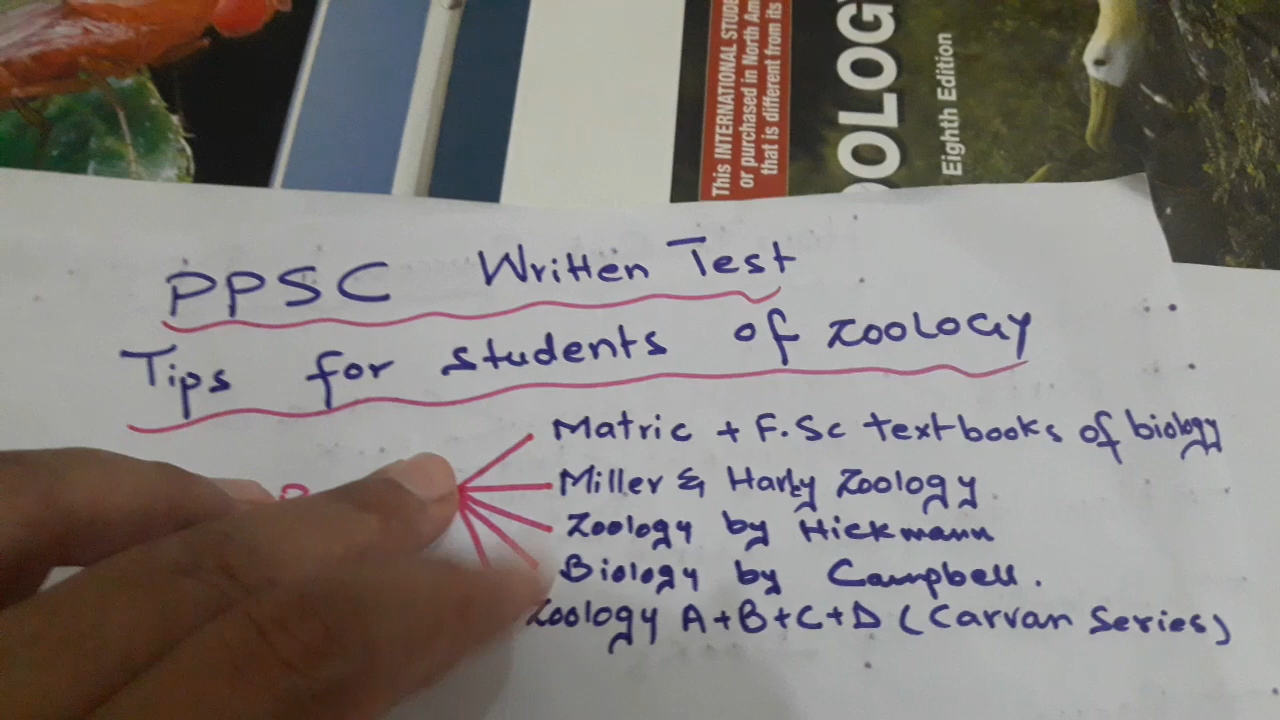 This INTERNATIONAL STUDE
or purchased in North Am
that is different from its
OOLOG
Eighth Edition
PPSC Written Test
Tips for students of zoology
Matric + F.Sc textbooks of biology
Miller & Harly Zoology
Zoology by Hickmann
Biology by Campbell.
Zoology A+B+C+D (Carvan Series)